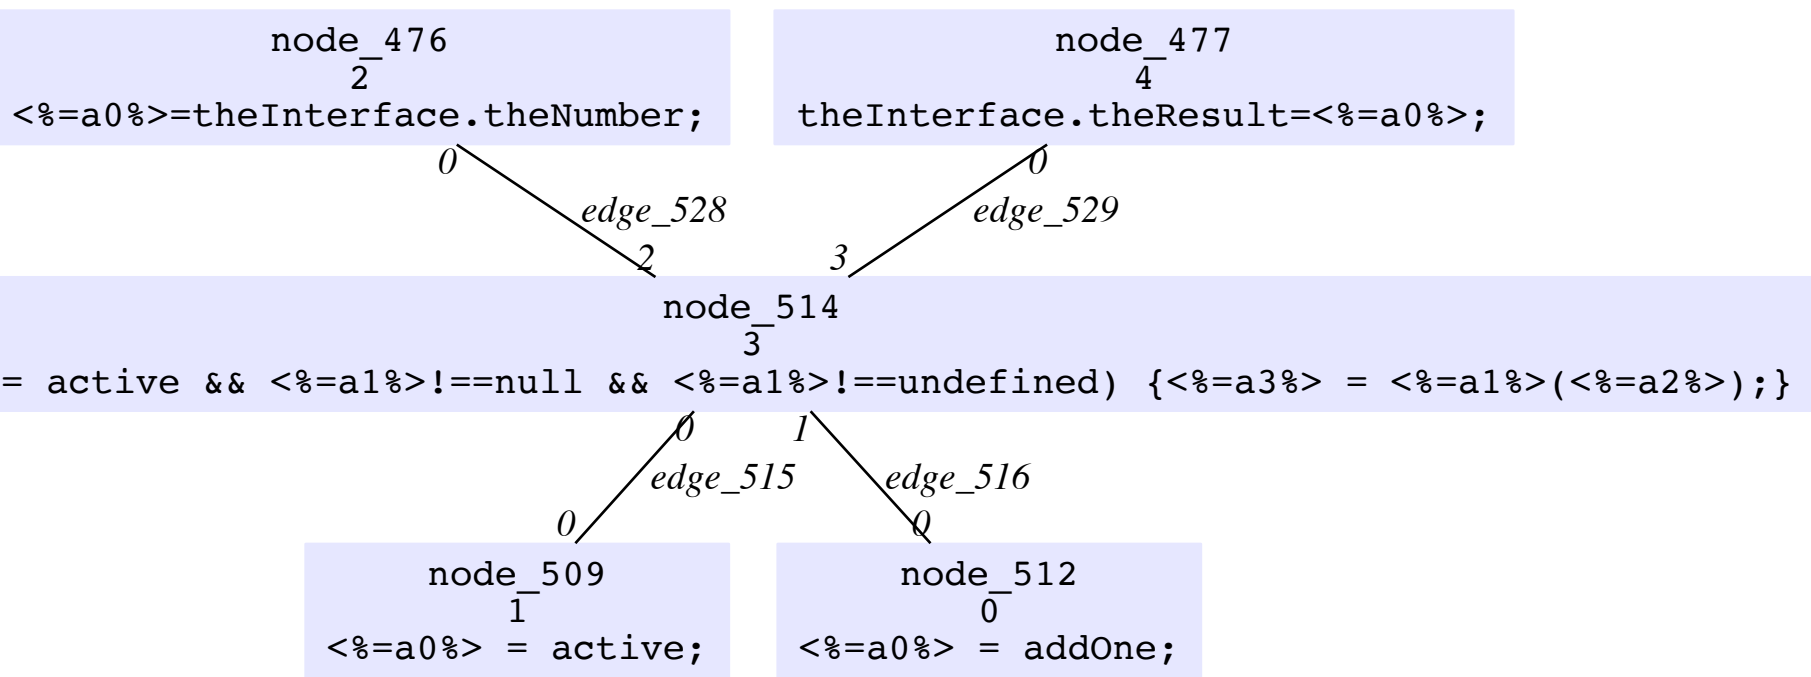 node_476
2
<%=a0%>=theInterface.theNumber;
node_477
4
theInterface.theResult=<%=a0%>;
0
0
edge_528
edge_529
2
3
node_514
3
= active && <%=a1%>!==null && <%=a1%>!==undefined) {<%=a3%> = <%=a1%>(<%=a2%>);}
0
1
edge_515
edge_516
0
0
node_509
1
<%=a0%> = active;
node_512
0
<%=a0%> = addOne;